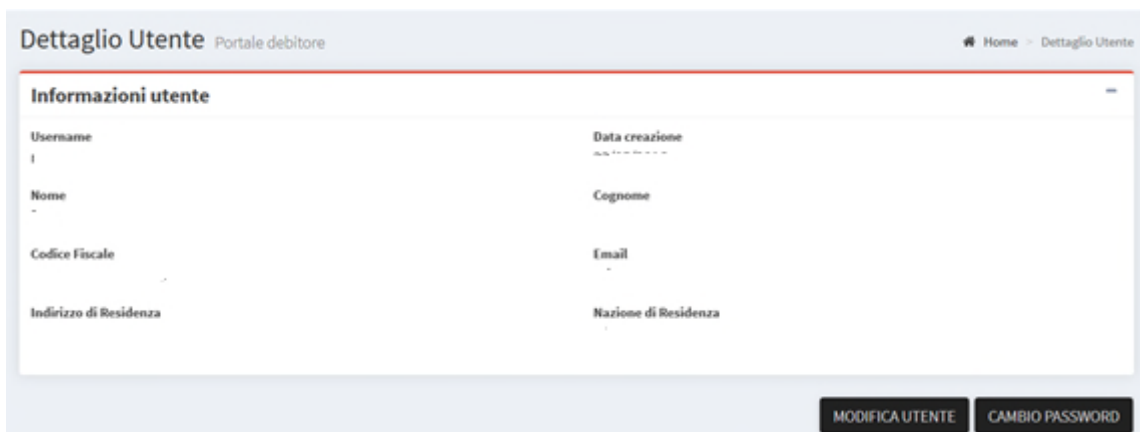 Dettaglio Utente Portale debitore
Home > Dettaglio Utente
Informazioni utente
Username
Data creazione
Nome
Cognome
Codice Fiscale
Email
Indirizzo di Residenza
Nazione di Residenza
MODIFICA UTENTE
CAMBIO PASSWORD